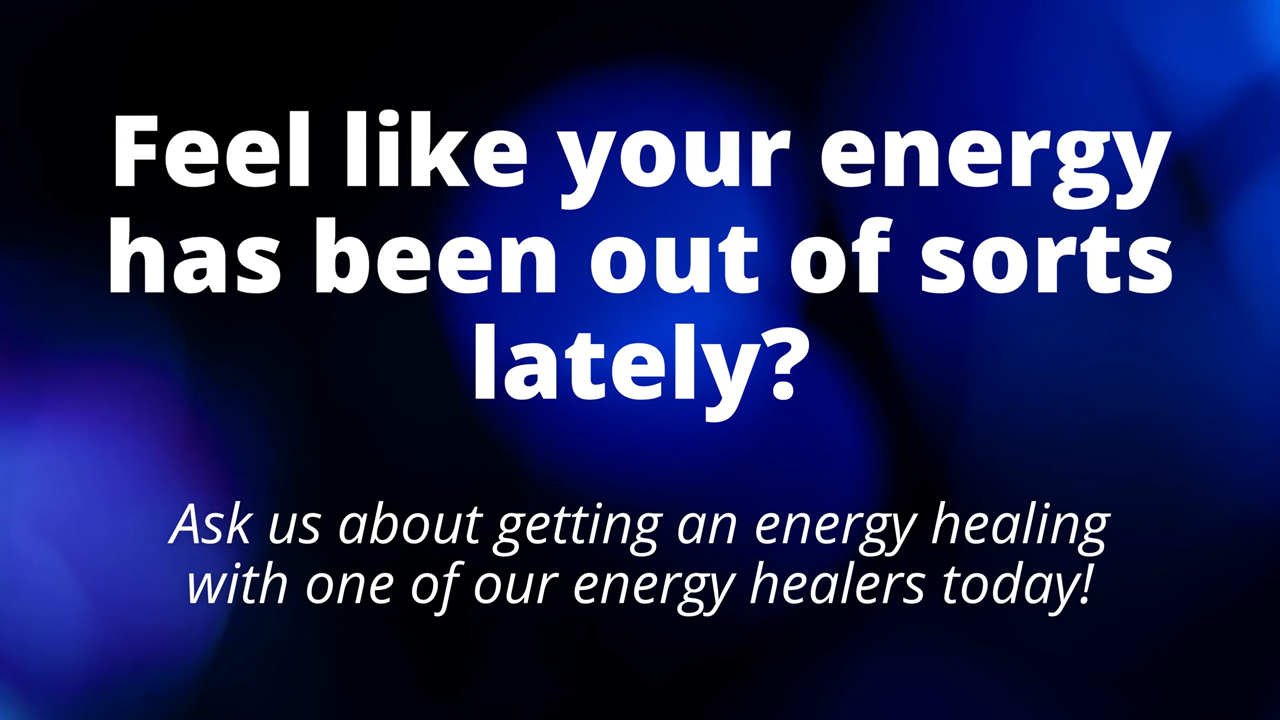 Feel like your energy
has been out of sorts
lately?
Ask us about getting an energy healing
with one of our energy healers today!